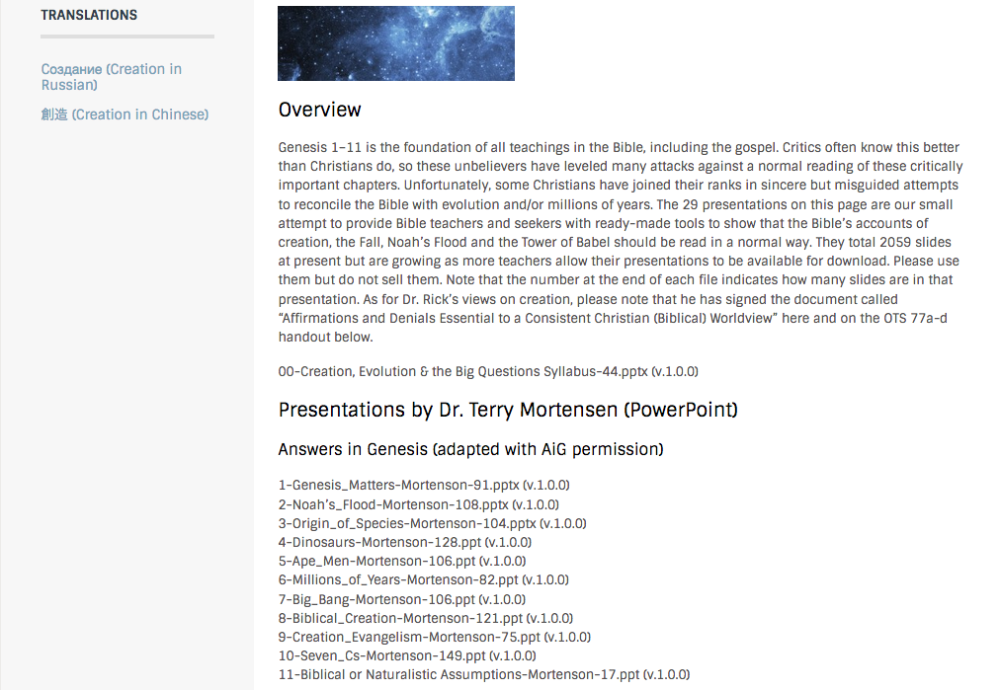 TRANSLATIONS
Создание (Creation in
Russian)
創造 (Creation in Chinese)
Overview
Genesis 1–11 is the foundation of all teachings in the Bible, including the gospel. Critics often know this better
than Christians do, so these unbelievers have leveled many attacks against a normal reading of these critically
important chapters. Unfortunately, some Christians have joined their ranks in sincere but misguided attempts
to reconcile the Bible with evolution and/or millions of years. The 29 presentations on this page are our small
attempt to provide Bible teachers and seekers with ready-made tools to show that the Bible’s accounts of
creation, the Fall, Noah’s Flood and the Tower of Babel should be read in a normal way. They total 2059 slides
at present but are growing as more teachers allow their presentations to be available for download. Please use
them but do not sell them. Note that the number at the end of each file indicates how many slides are in that
presentation. As for Dr. Rick’s views on creation, please note that he has signed the document called
“Affirmations and Denials Essential to a Consistent Christian (Biblical) Worldview” here and on the OTS 77a-d
handout below.
00-Creation, Evolution & the Big Questions Syllabus-44.pptx (v.1.0.0)
Presentations by Dr. Terry Mortensen (PowerPoint)
Answers in Genesis (adapted with AiG permission)
1-Genesis_Matters-Mortenson-91.pptx (v.1.0.0)
2-Noah’s_Flood-Mortenson-108.pptx (v.1.0.0)
3-Origin_of_Species-Mortenson-104.pptx (v.1.0.0)
4-Dinosaurs-Mortenson-128.ppt (v.1.0.0)
5-Ape_Men-Mortenson-106.ppt (v.1.0.0)
6-Millions_of_Years-Mortenson-82.ppt (v.1.0.0)
7-Big_Bang-Mortenson-106.ppt (v.1.0.0)
8-Biblical_Creation-Mortenson-121.ppt (v.1.0.0)
9-Creation_Evangelism-Mortenson-75.ppt (v.1.0.0)
10-Seven_Cs-Mortenson-149.ppt (v.1.0.0)
11-Biblical or Naturalistic Assumptions-Mortenson-17.ppt (v.1.0.0)